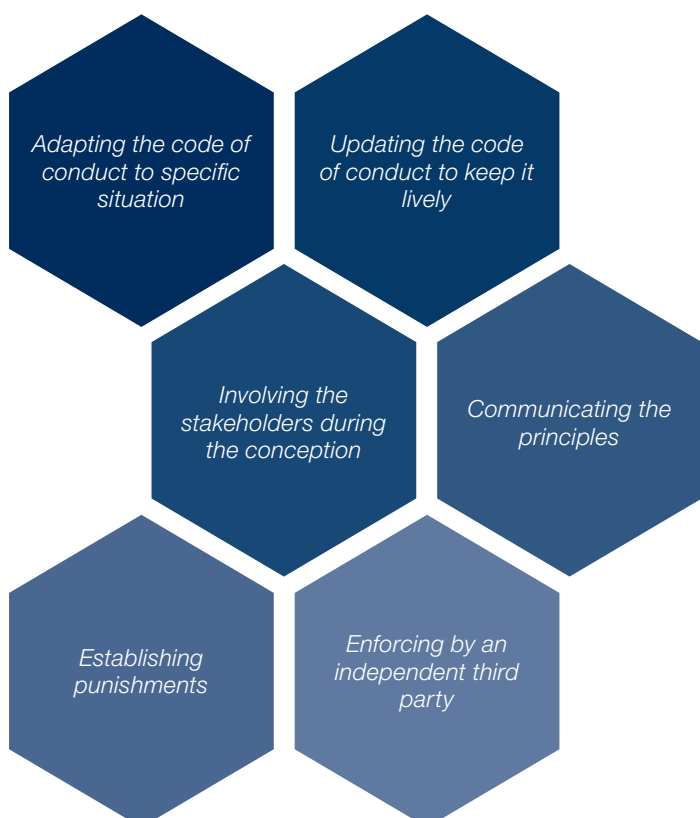 Adapting the code of
conduct to specific
situation
Updating the code
of conduct to keep it
lively
Involving the
stakeholders during
the conception
Communicating the
principles
Establishing
punishments
Enforcing by an
independent third
party